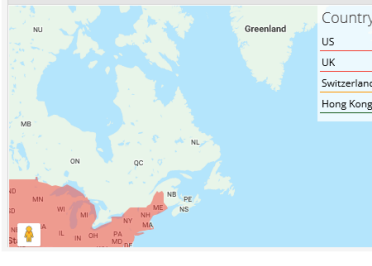 Country
US
UK
Switzerland
Hong Kong
Greenland
NU
MB
ON
QC
NL
NB
PE
NS
ND
MN
WI
MI
ME
NY
NH
MA
IL
IN
OH
PA
MD
DE